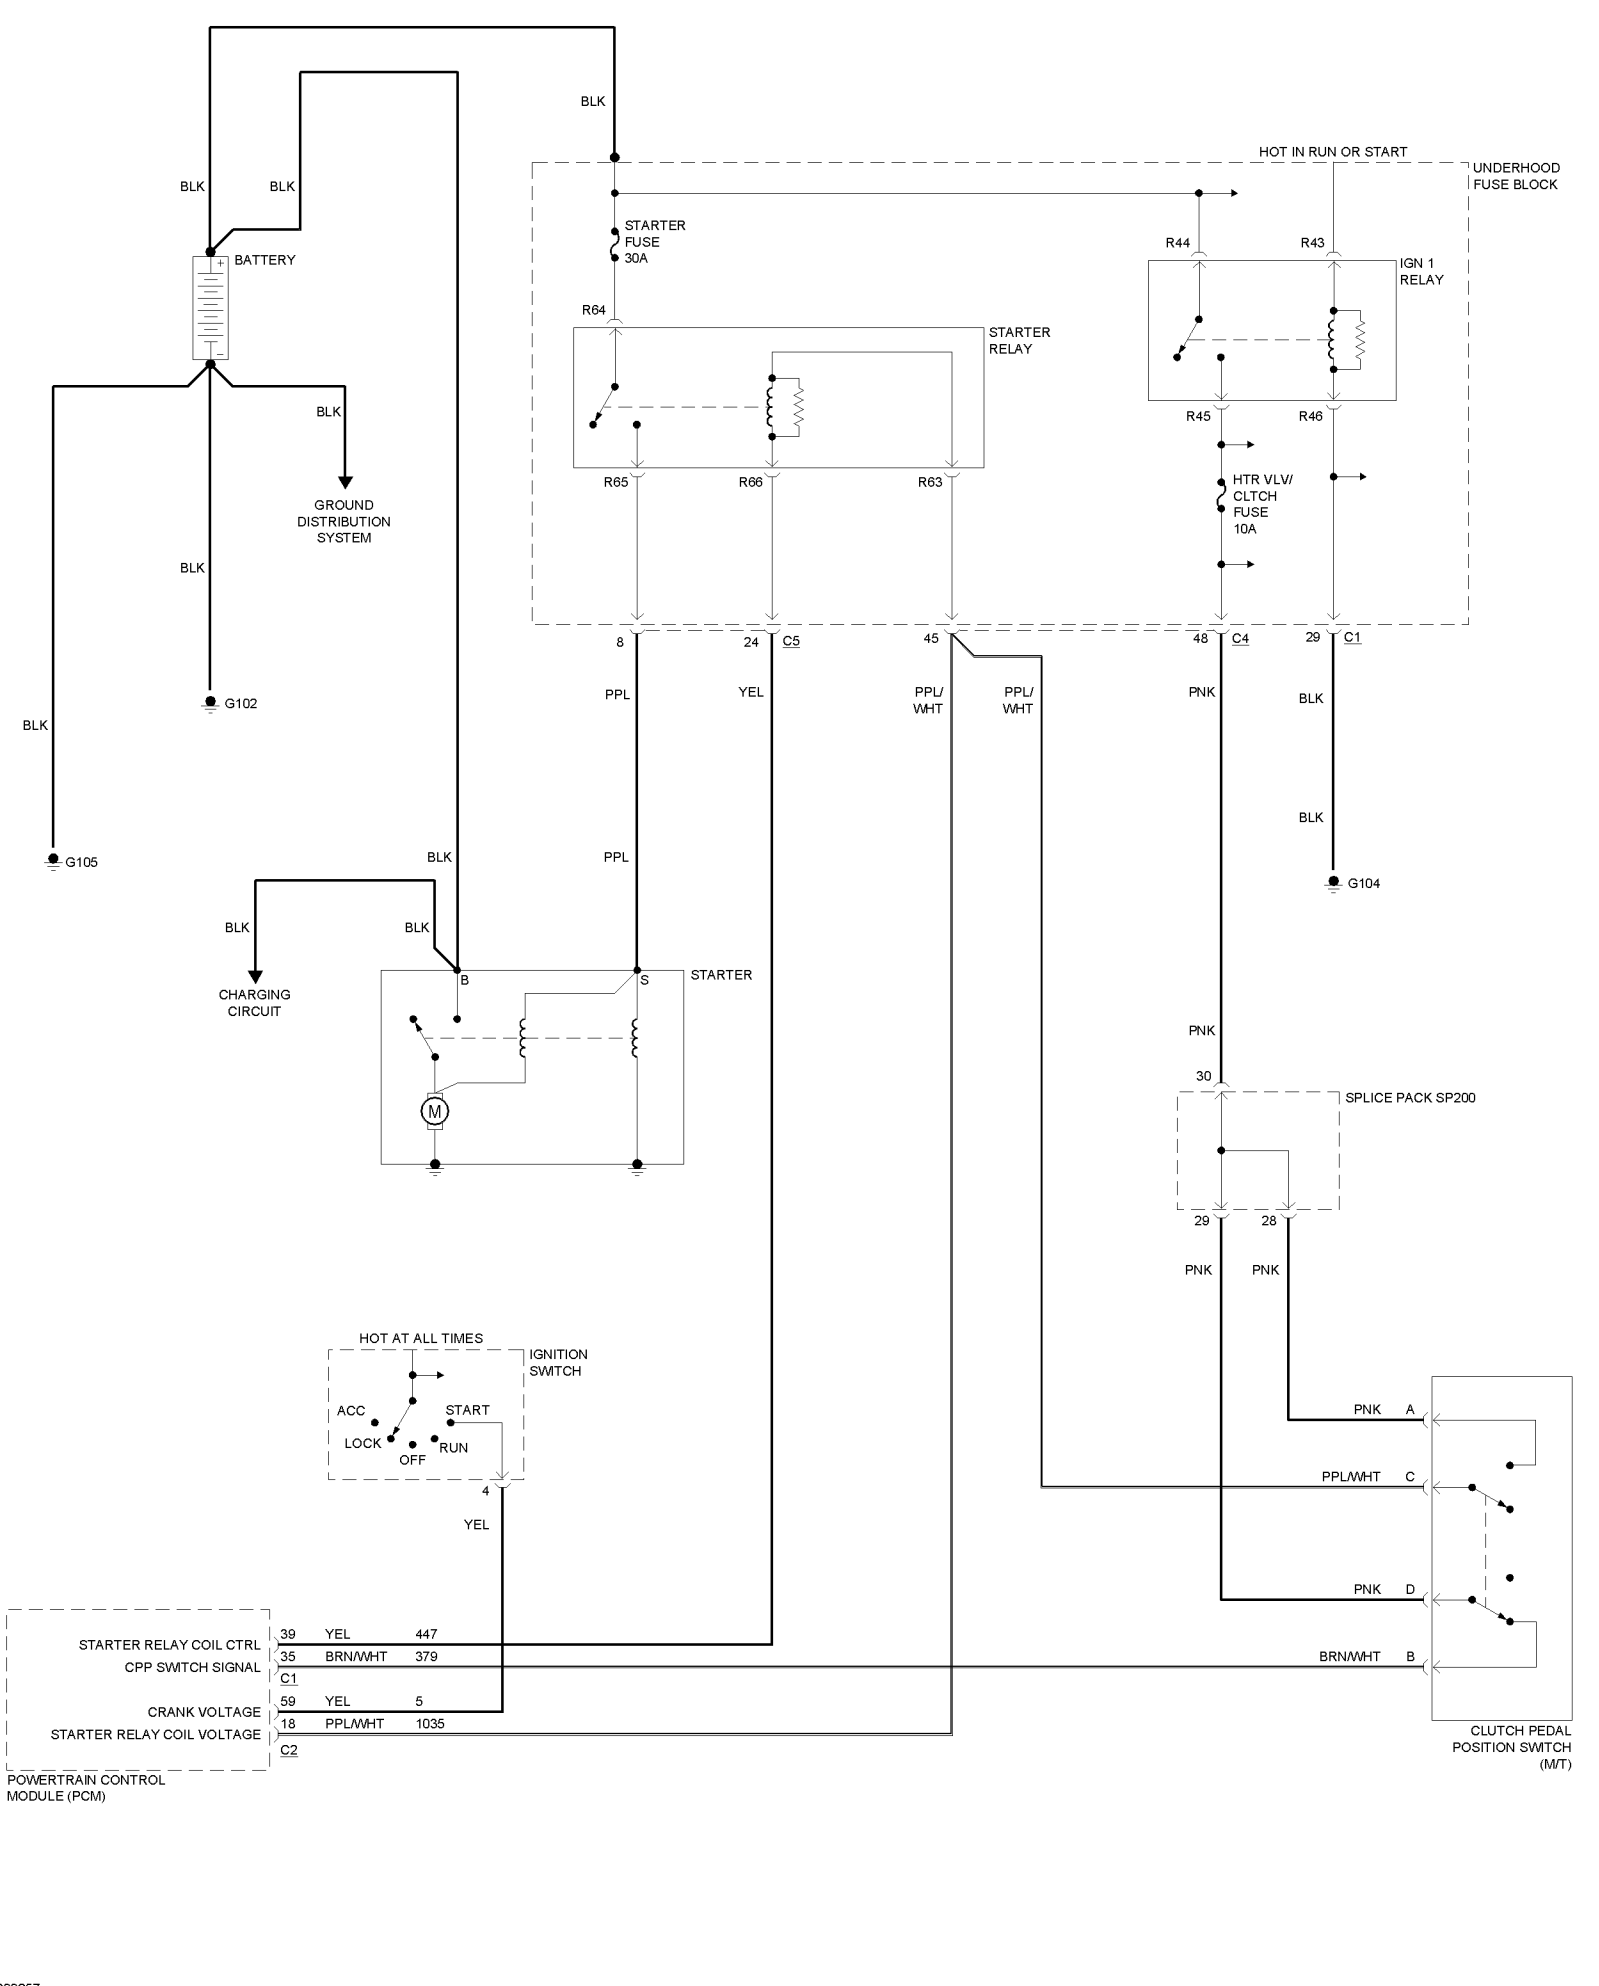 BLK
HOT IN RUN OR START
UNDERHOOD
FUSE BLOCK
BLK
BLK
STARTER
FUSE
30A
R44
R43
BATTERY
+
IGN 1
RELAY
R64
STARTER
RELAY
−
BLK
R45
R46
R65
R66
R63
HTR VLV/
CLTCH
FUSE
10A
GROUND
DISTRIBUTION
SYSTEM
BLK
8
24
C5
45
48
C4
29
C1
PPL
YEL
PPL/
WHT
PPL/
WHT
PNK
BLK
G102
BLK
BLK
G105
BLK
PPL
G104
BLK
BLK
B
S
STARTER
CHARGING
CIRCUIT
PNK
30
SPLICE PACK SP200
M
29
28
PNK
PNK
HOT AT ALL TIMES
IGNITION
SWITCH
ACC
START
LOCK
RUN
OFF
PNK
A
PPL/WHT
C
4
YEL
PNK
D
STARTER RELAY COIL CTRL
39
YEL
447
CPP SWITCH SIGNAL
35
BRN/WHT
379
BRN/WHT
B
C1
CRANK VOLTAGE
59
YEL
5
STARTER RELAY COIL VOLTAGE
18
PPL/WHT
1035
C2
CLUTCH PEDAL
POSITION SWITCH
(M/T)
POWERTRAIN CONTROL
MODULE (PCM)